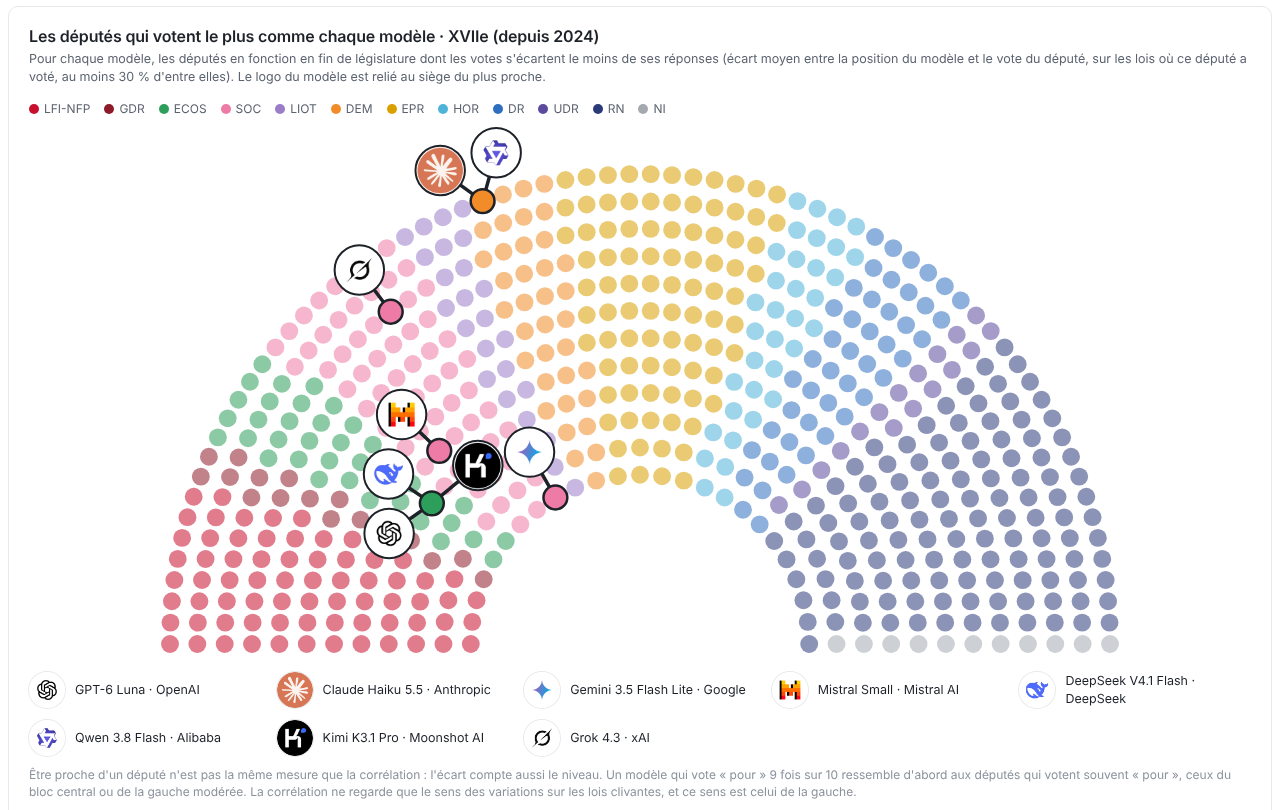 Les députés qui votent le plus comme chaque modèle · XVIIe (depuis 2024)
Pour chaque modèle, les députés en fonction en fin de législature dont les votes s'écartent le moins de ses réponses (écart moyen entre la position du modèle et le vote du député, sur les lois où ce député a
voté, au moins 30 % d'entre elles). Le logo du modèle est relié au siège du plus proche.
LFI-NFP GDR ECOS SOC LIOT DEM EPR HOR DR UDR RN NI
GPT-6 Luna · OpenAI
Claude Haiku 5.5 · Anthropic
Gemini 3.5 Flash Lite · Google
Mistral Small · Mistral AI
DeepSeek V4.1 Flash ·
DeepSeek
Qwen 3.8 Flash · Alibaba
Kimi K3.1 Pro · Moonshot AI
Grok 4.3 · xAI
Être proche d'un député n'est pas la même mesure que la corrélation : l'écart compte aussi le niveau. Un modèle qui vote « pour » 9 fois sur 10 ressemble d'abord aux députés qui votent souvent « pour », ceux du
bloc central ou de la gauche modérée. La corrélation ne regarde que le sens des variations sur les lois clivantes, et ce sens est celui de la gauche.